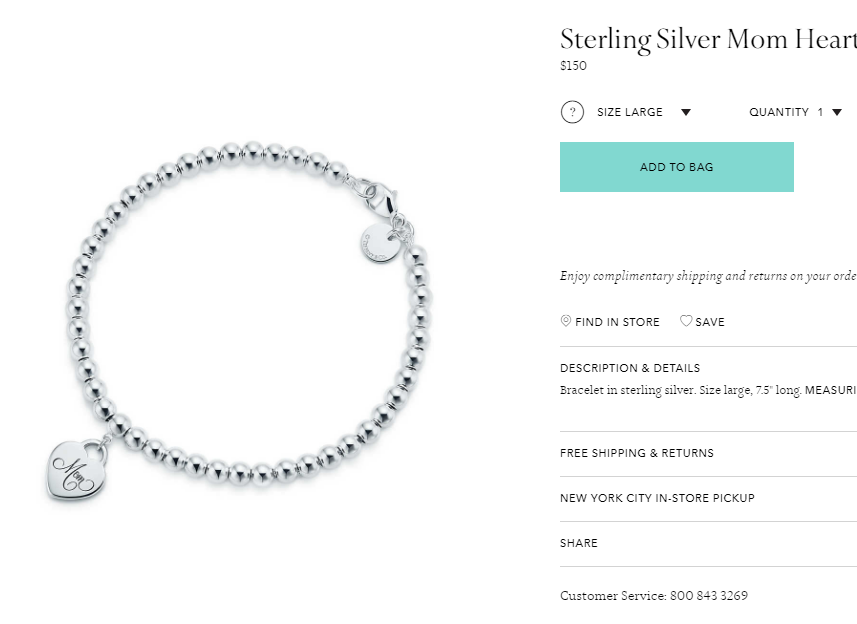 Sterling Silver Mom Heart
$150
? SIZE LARGE QUANTITY 1
ADD TO BAG
Enjoy complimentary shipping and returns on your orde
FIND IN STORE SAVE
DESCRIPTION & DETAILS
Bracelet in sterling silver. Size large, 7.5" long. MEASURI
Mom
FREE SHIPPING & RETURNS
NEW YORK CITY IN-STORE PICKUP
SHARE
Customer Service: 800 843 3269